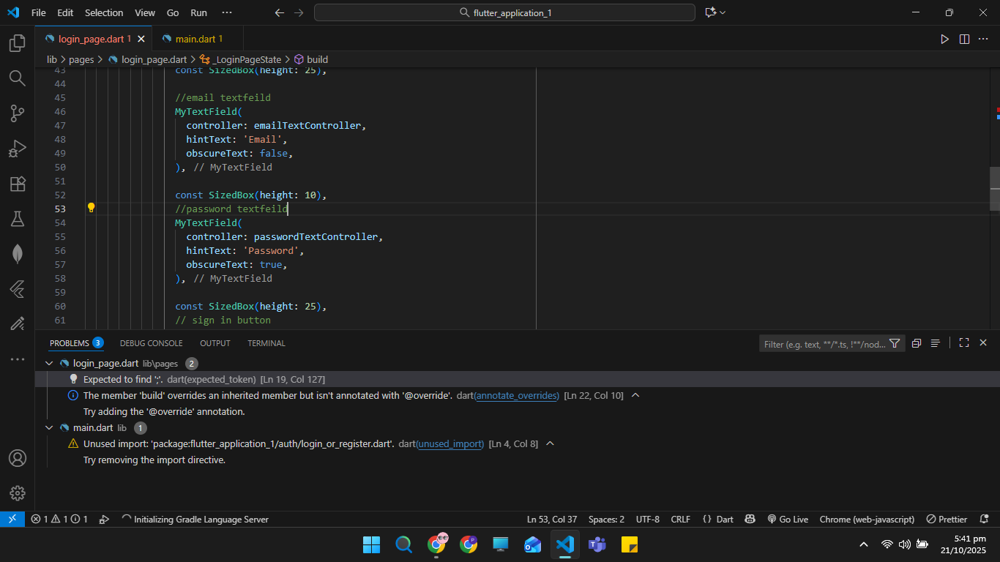 File Edit Selection View Go Run ···
flutter_application_1
login_page.dart 1
main.dart 1
lib > pages > login_page.dart > _LoginPageState > build
43 const SizedBox(height: 25),
44
45 //email textfeild
46 MyTextField(
47 controller: emailTextController,
48 hintText: 'Email',
49 obscureText: false,
50 ), // MyTextField
51
52 const SizedBox(height: 10),
53 //password textfeild
54 MyTextField(
55 controller: passwordTextController,
56 hintText: 'Password',
57 obscureText: true,
58 ), // MyTextField
59
60 const SizedBox(height: 25),
61 // sign in button
PROBLEMS 3 DEBUG CONSOLE OUTPUT TERMINAL
Filter (e.g. text, **/*.ts, !**/nod...
login_page.dart lib\pages 2
Expected to find ';'. dart(expected_token) [Ln 19, Col 127]
The member 'build' overrides an inherited member but isn't annotated with '@override'. dart(annotate_overrides) [Ln 22, Col 10]
Try adding the '@override' annotation.
main.dart lib 1
Unused import: 'package:flutter_application_1/auth/login_or_register.dart'. dart(unused_import) [Ln 4, Col 8]
Try removing the import directive.
1 1 1 Initializing Gradle Language Server
Ln 53, Col 37 Spaces: 2 UTF-8 CRLF {} Dart Go Live Chrome (web-javascript) Prettier
5:41 pm
21/10/2025